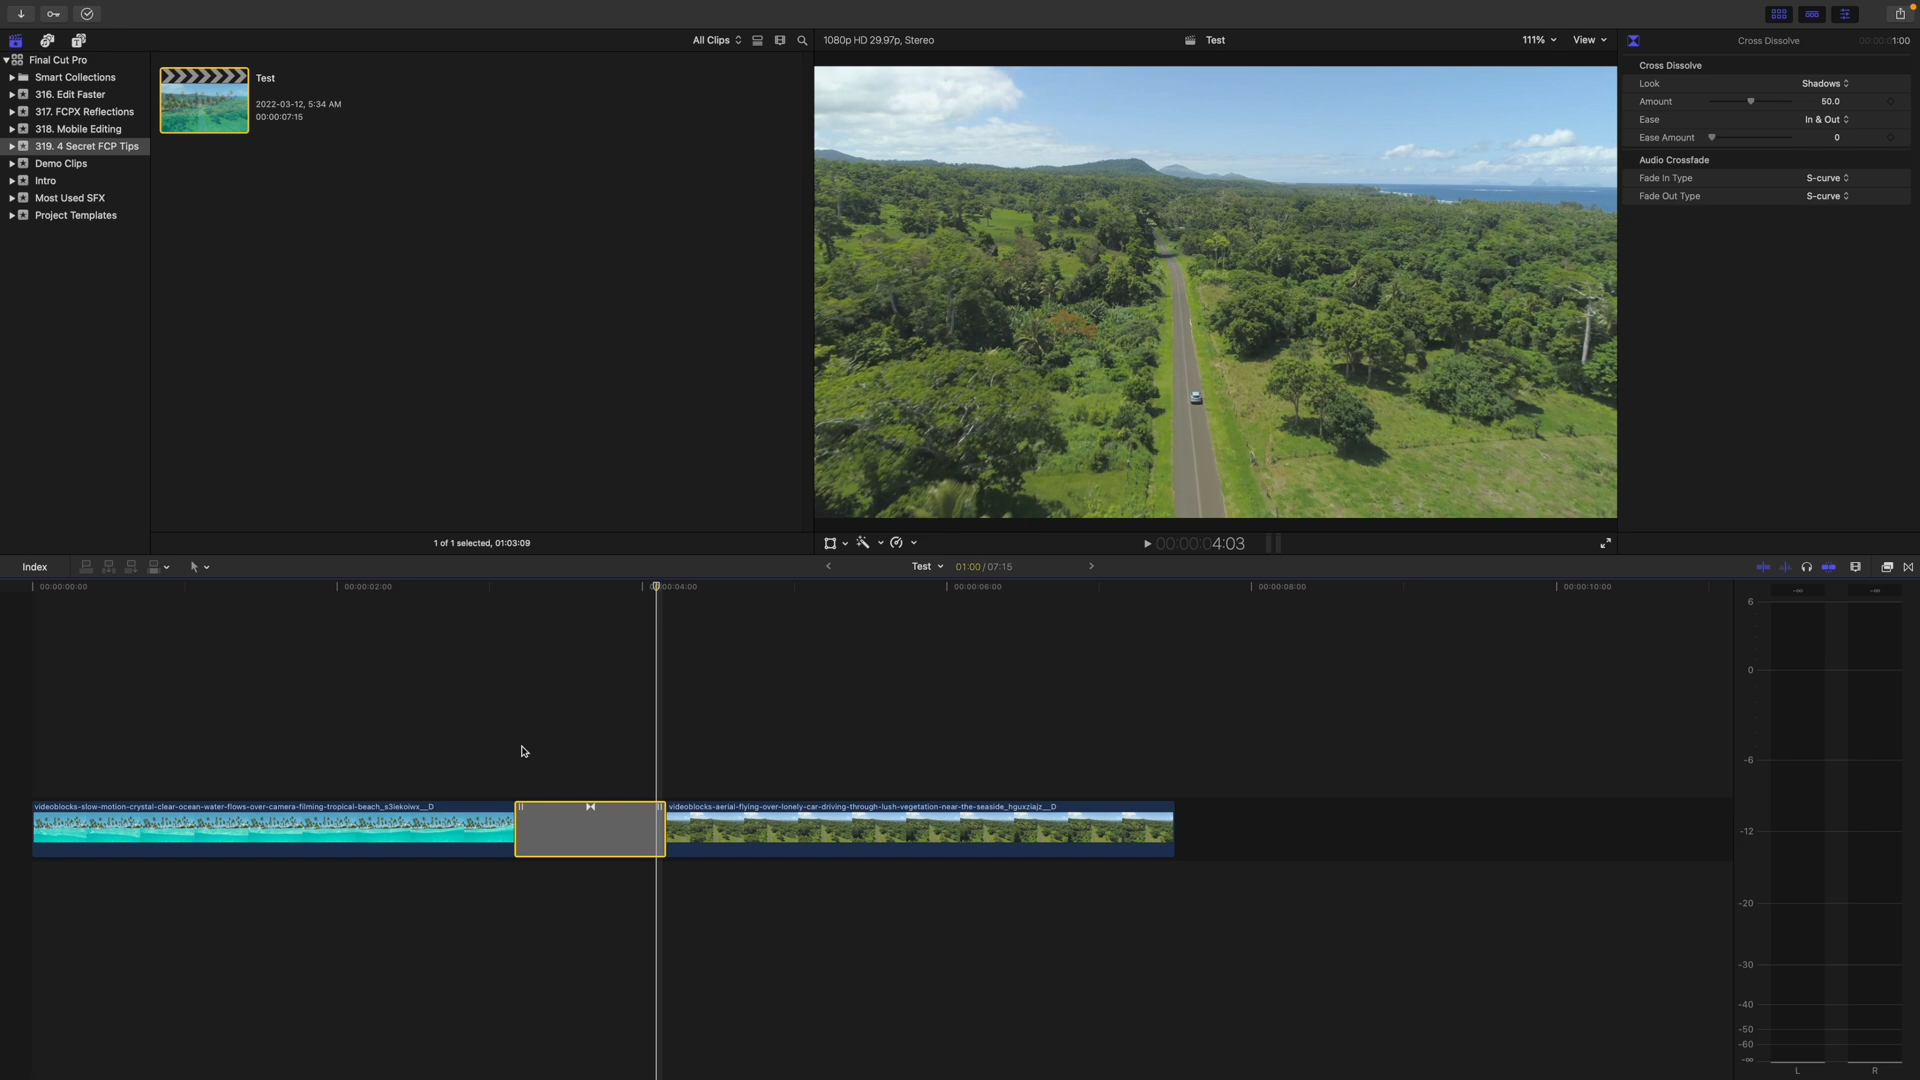 All Clips
1080p HD 29.97p, Stereo
Test
111%
View
Cross Dissolve
00:00:01:00
Final Cut Pro
Smart Collections
316. Edit Faster
317. FCPX Reflections
318. Mobile Editing
319. 4 Secret FCP Tips
Demo Clips
Intro
Most Used SFX
Project Templates
Test
2022-03-12, 5:34 AM
00:00:07:15
1 of 1 selected, 01:03:09
Cross Dissolve
Look
Shadows
Amount
50.0
Ease
In & Out
Ease Amount
0
Audio Crossfade
Fade In Type
S-curve
Fade Out Type
S-curve
00:00:04:03
Index
Test
01:00 / 07:15
00:00:00:00
00:00:02:00
00:00:04:00
00:00:06:00
00:00:08:00
00:00:10:00
videoblocks-slow-motion-crystal-clear-ocean-water-flows-over-camera-filming-tropical-beach_s3iekoiwx__D
videoblocks-aerial-flying-over-lonely-car-driving-through-lush-vegetation-near-the-seaside_hguxziajz__D
-∞
-∞
6
0
-6
-12
-20
-30
-40
-50
-60
-∞
L
R